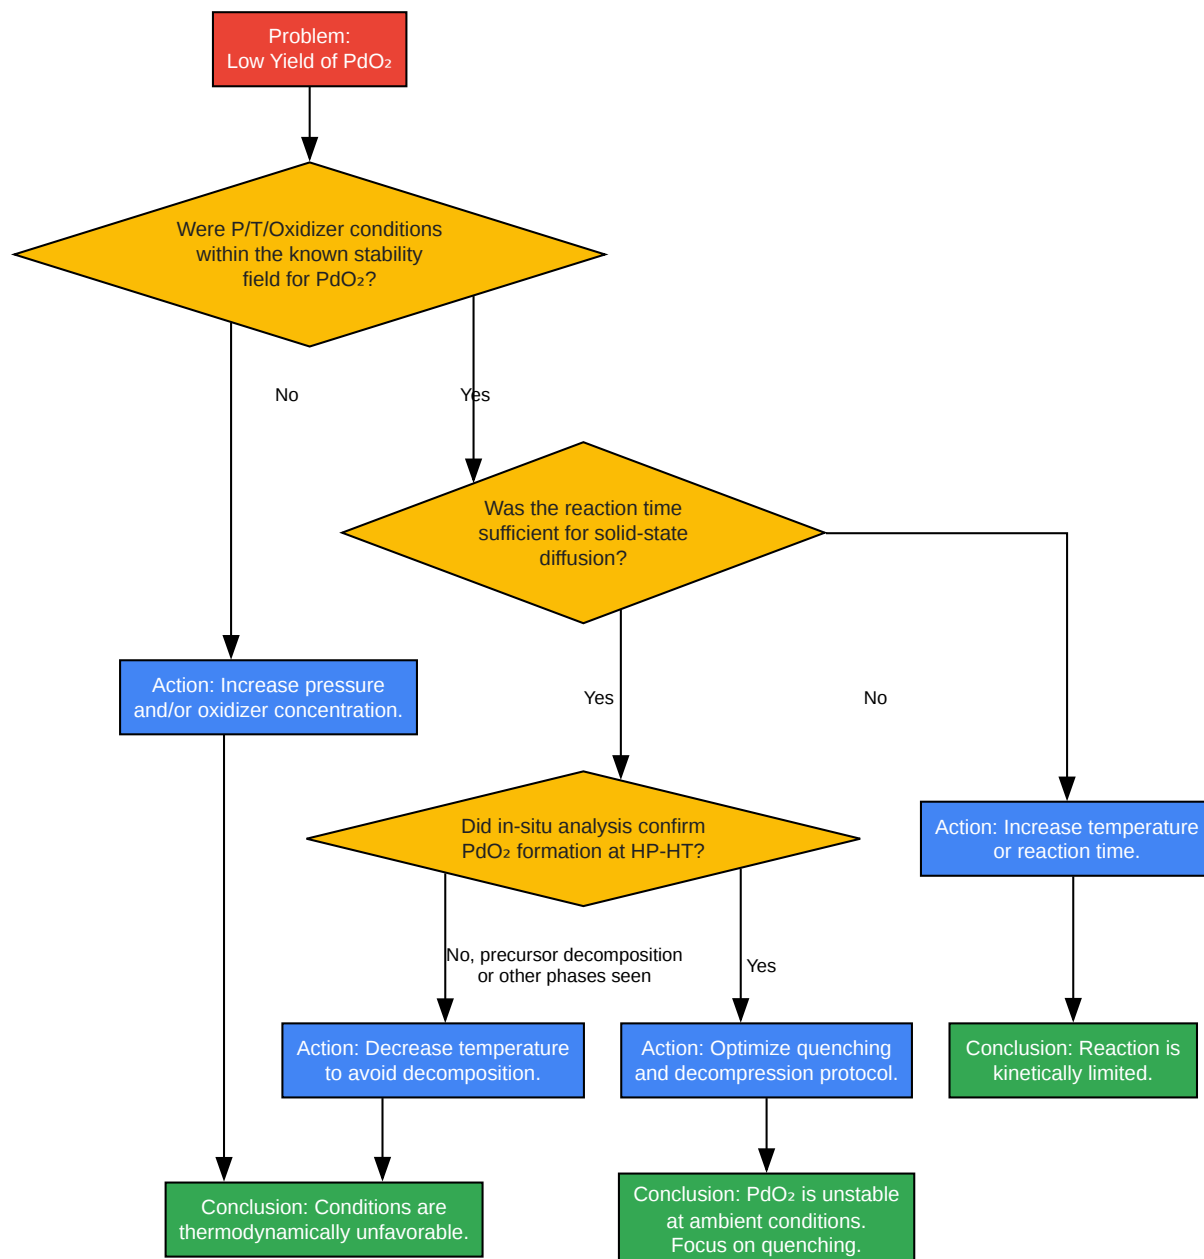 Problem:
Low Yield of PdO₂
Were P/T/Oxidizer conditions
within the known stability
field for PdO₂?
No
Yes
Was the reaction time
sufficient for solid-state
diffusion?
Action: Increase pressure
and/or oxidizer concentration.
Yes
No
Did in-situ analysis confirm
PdO₂ formation at HP-HT?
Action: Increase temperature
or reaction time.
No, precursor decomposition
or other phases seen
Yes
Action: Decrease temperature
to avoid decomposition.
Action: Optimize quenching
and decompression protocol.
Conclusion: Reaction is
kinetically limited.
Conclusion: Conditions are
thermodynamically unfavorable.
Conclusion: PdO₂ is unstable
at ambient conditions.
Focus on quenching.